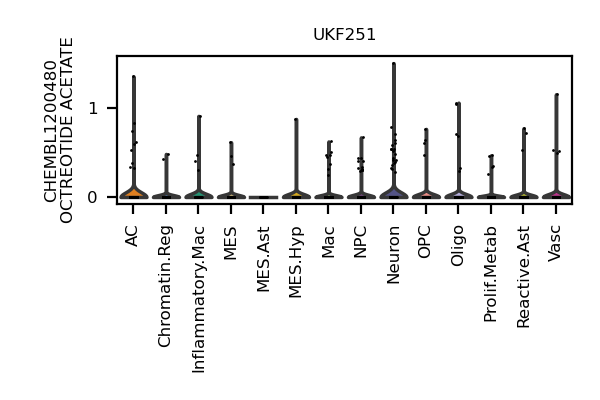 UKF251
CHEMBL1200480
OCTREOTIDE ACETATE
1
0
AC
Chromatin.Reg
Inflammatory.Mac
MES
MES.Ast
MES.Hyp
Mac
NPC
Neuron
OPC
Oligo
Prolif.Metab
Reactive.Ast
Vasc